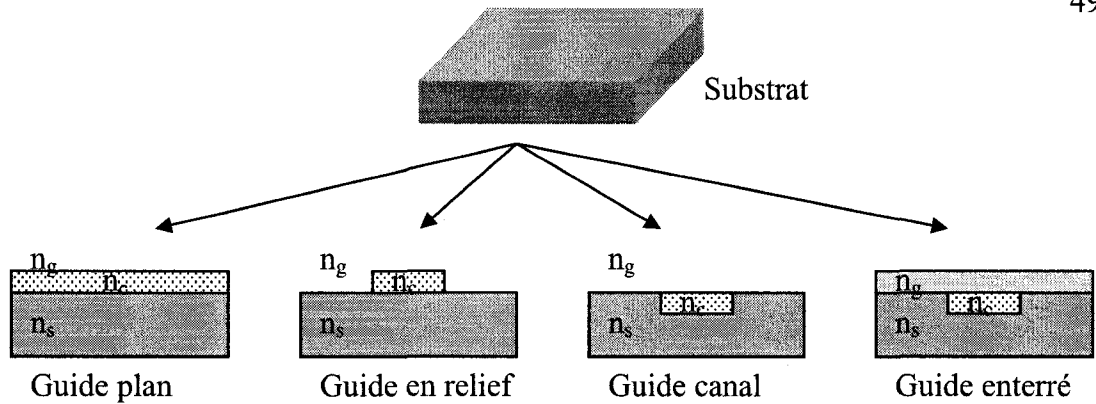 49
Substrat
n_g n_g n_g n_g
n_c n_c n_c n_c
n_s n_s n_s n_s
Guide plan Guide en relief Guide canal Guide enterré